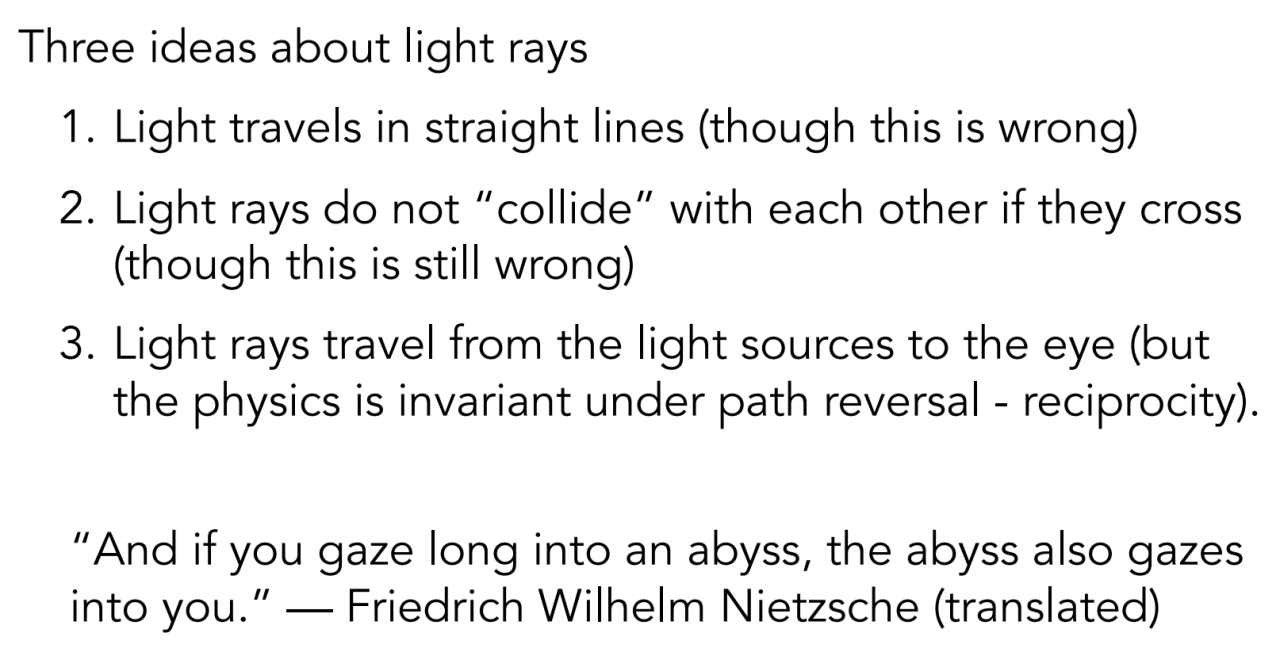 Three ideas about light rays
1. Light travels in straight lines (though this is wrong)
2. Light rays do not “collide” with each other if they cross
(though this is still wrong)
3. Light rays travel from the light sources to the eye (but
the physics is invariant under path reversal - reciprocity).
“And if you gaze long into an abyss, the abyss also gazes
into you.” — Friedrich Wilhelm Nietzsche (translated)